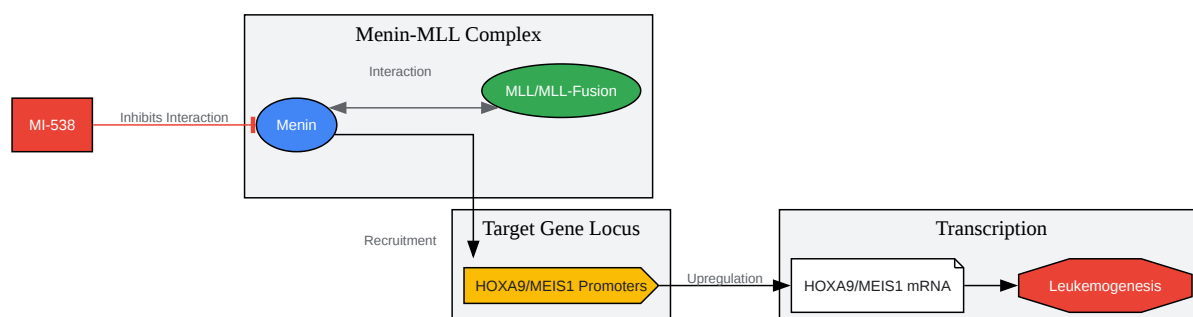 Menin-MLL Complex
Interaction
MLL/MLL-Fusion
MI-538
Inhibits Interaction
Menin
Recruitment
Target Gene Locus
HOXA9/MEIS1 Promoters
Upregulation
Transcription
HOXA9/MEIS1 mRNA
Leukemogenesis